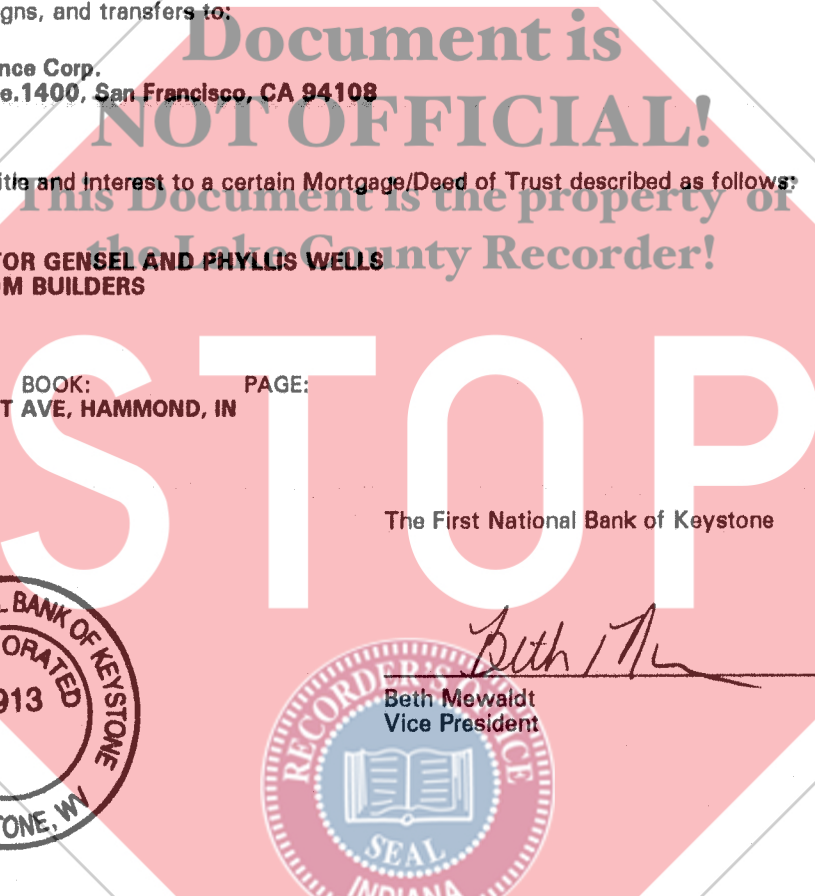 gns, and transfers to:
Document is
nce Corp.
e.1400, San Francisco, CA 94108
NOT OFFICIAL!
itle and Interest to a certain Mortgage/Deed of Trust described as follows:
This Document is the property of
the Lake County Recorder!
TOR GENSEL AND PHYLLIS WELLS
OM BUILDERS
STOP
BOOK: PAGE:
T AVE, HAMMOND, IN
The First National Bank of Keystone
L BANK OF KEYSTONE
ORATED
913
TONE, WV
Beth M
Beth Mewaldt
Vice President
RECORDER'S OFFICE
SEAL
INDIANA